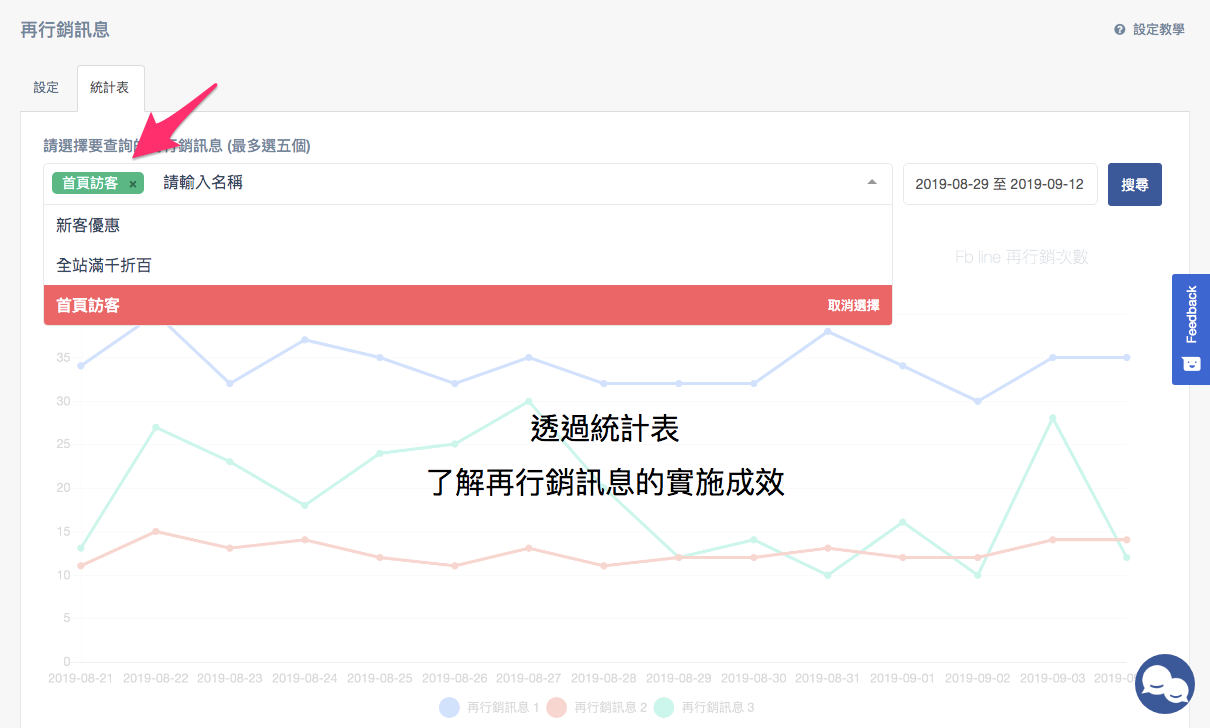 再行銷訊息
設定教學
設定
統計表
請選擇要查詢的再行銷訊息 (最多選五個)
首頁訪客 ×
請輸入名稱
2019-08-29 至 2019-09-12
搜尋
新客優惠
全站滿千折百
首頁訪客
取消選擇
Fb line 再行銷次數
Feedback
35
30
25
20
15
10
5
0
透過統計表
了解再行銷訊息的實施成效
2019-08-21 2019-08-22 2019-08-23 2019-08-24 2019-08-25 2019-08-26 2019-08-27 2019-08-28 2019-08-29 2019-08-30 2019-08-31 2019-09-01 2019-09-02 2019-09-03
再行銷訊息 1 再行銷訊息 2 再行銷訊息 3